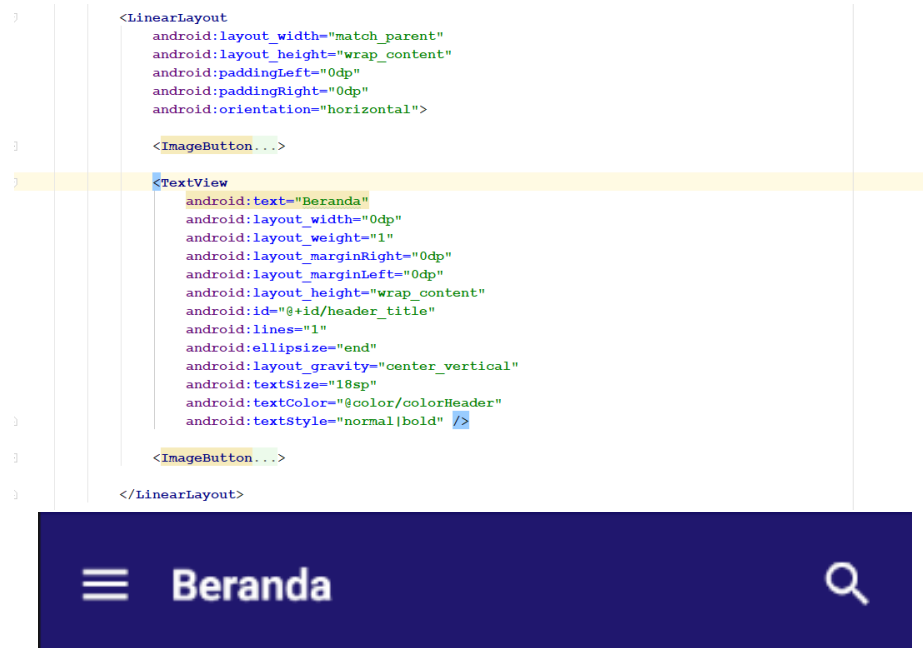 <LinearLayout
android:layout_width="match_parent"
android:layout_height="wrap_content"
android:paddingLeft="0dp"
android:paddingRight="0dp"
android:orientation="horizontal">
<ImageButton...>
<TextView
android:text="Beranda"
android:layout_width="0dp"
android:layout_weight="1"
android:layout_marginRight="0dp"
android:layout_marginLeft="0dp"
android:layout_height="wrap_content"
android:id="@+id/header_title"
android:lines="1"
android:ellipsize="end"
android:layout_gravity="center_vertical"
android:textSize="18sp"
android:textColor="@color/colorHeader"
android:textStyle="normal|bold" />
<ImageButton...>
</LinearLayout>
Beranda